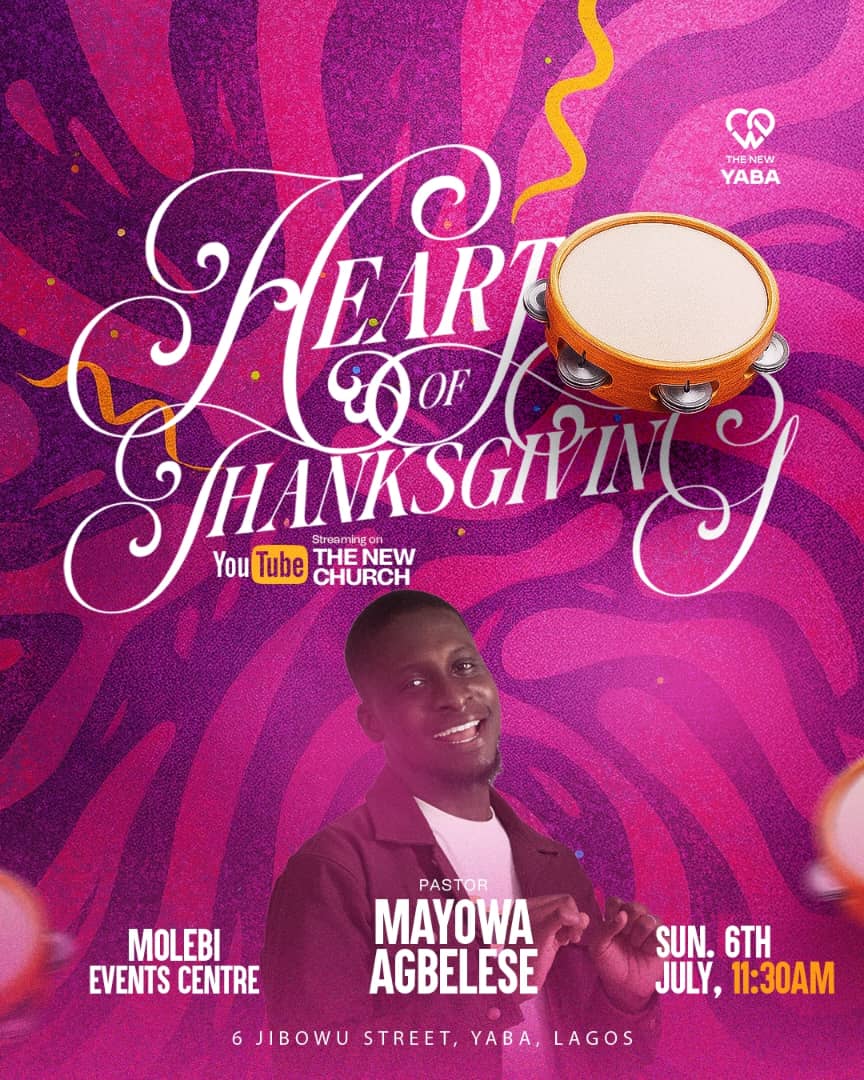 THE NEW
YABA
HEART
OF
THANKSGIVING
Streaming on
YouTube THE NEW
CHURCH
PASTOR
MAYOWA
AGBELESE
MOLEBI
EVENTS CENTRE
SUN. 6TH
JULY, 11:30AM
6 JIBOWU STREET, YABA, LAGOS